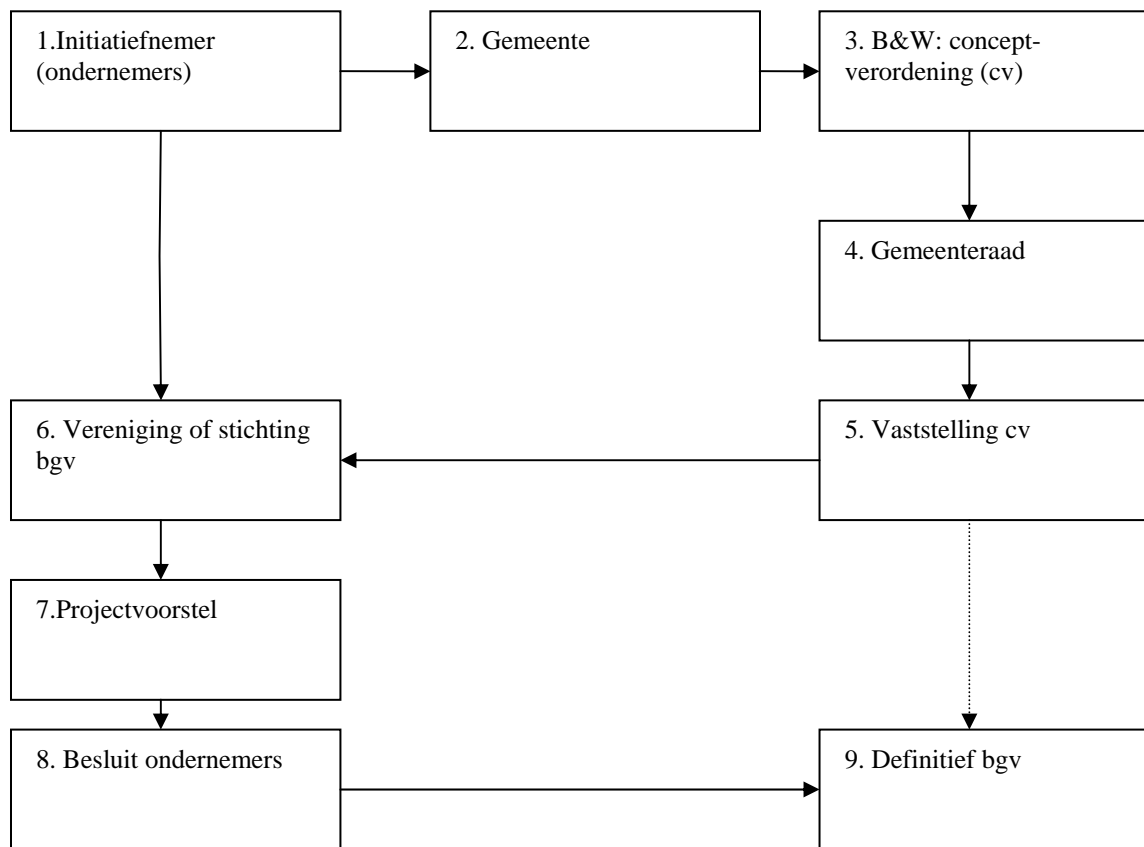 1.Initiatiefnemer
(ondernemers)
2. Gemeente
3. B&W: concept-
verordening (cv)
4. Gemeenteraad
5. Vaststelling cv
6. Vereniging of stichting
bgv
7.Projectvoorstel
8. Besluit ondernemers
9. Definitief bgv